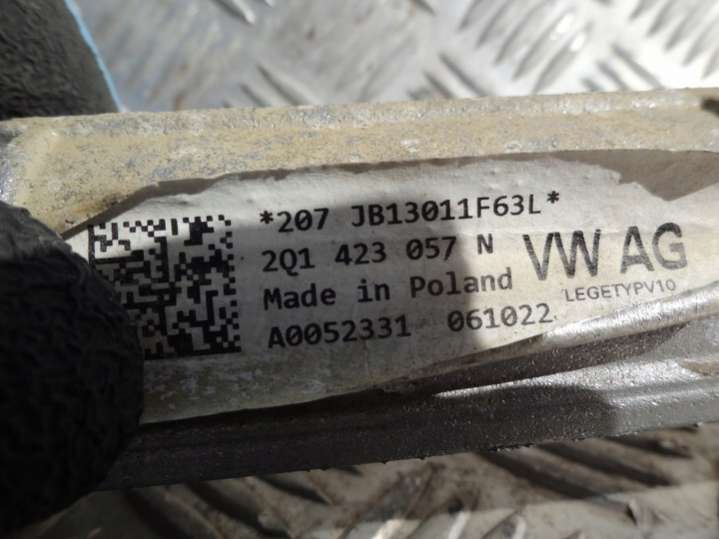 *207 JB13011F63L*
2Q1 423 057 N
VW AG
Made in Poland
LEGETYPV10
A0052331 061022